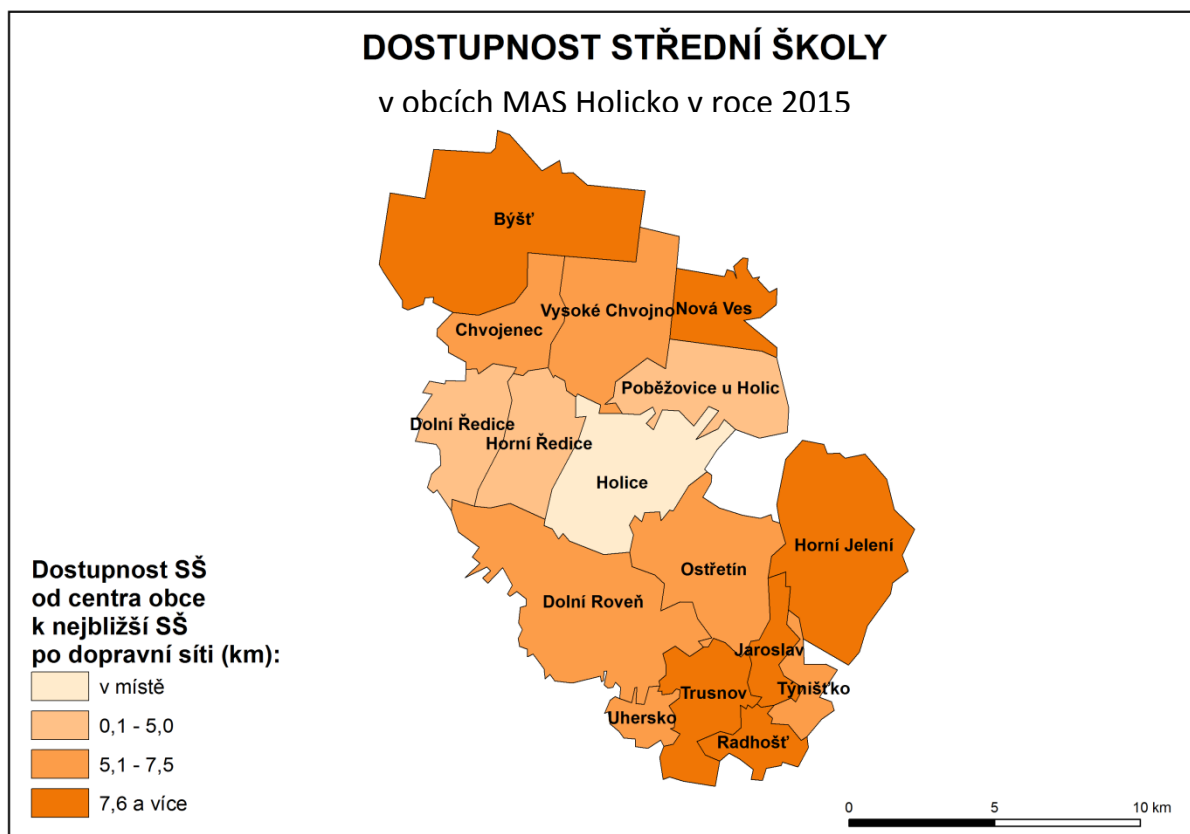 DOSTUPNOST STŘEDNÍ ŠKOLY
v obcích MAS Holicko v roce 2015
Býšť
Vysoké Chvojno
Nová Ves
Chvojenec
Poběžovice u Holic
Dolní Ředice
Horní Ředice
Holice
Horní Jelení
Ostřetín
Dolní Roveň
Jaroslav
Týnišťko
Trusnov
Uhersko
Radhošť
Dostupnost SŠ
od centra obce
k nejbližší SŠ
po dopravní síti (km):
v místě
0,1 - 5,0
5,1 - 7,5
7,6 a více
0 5 10 km